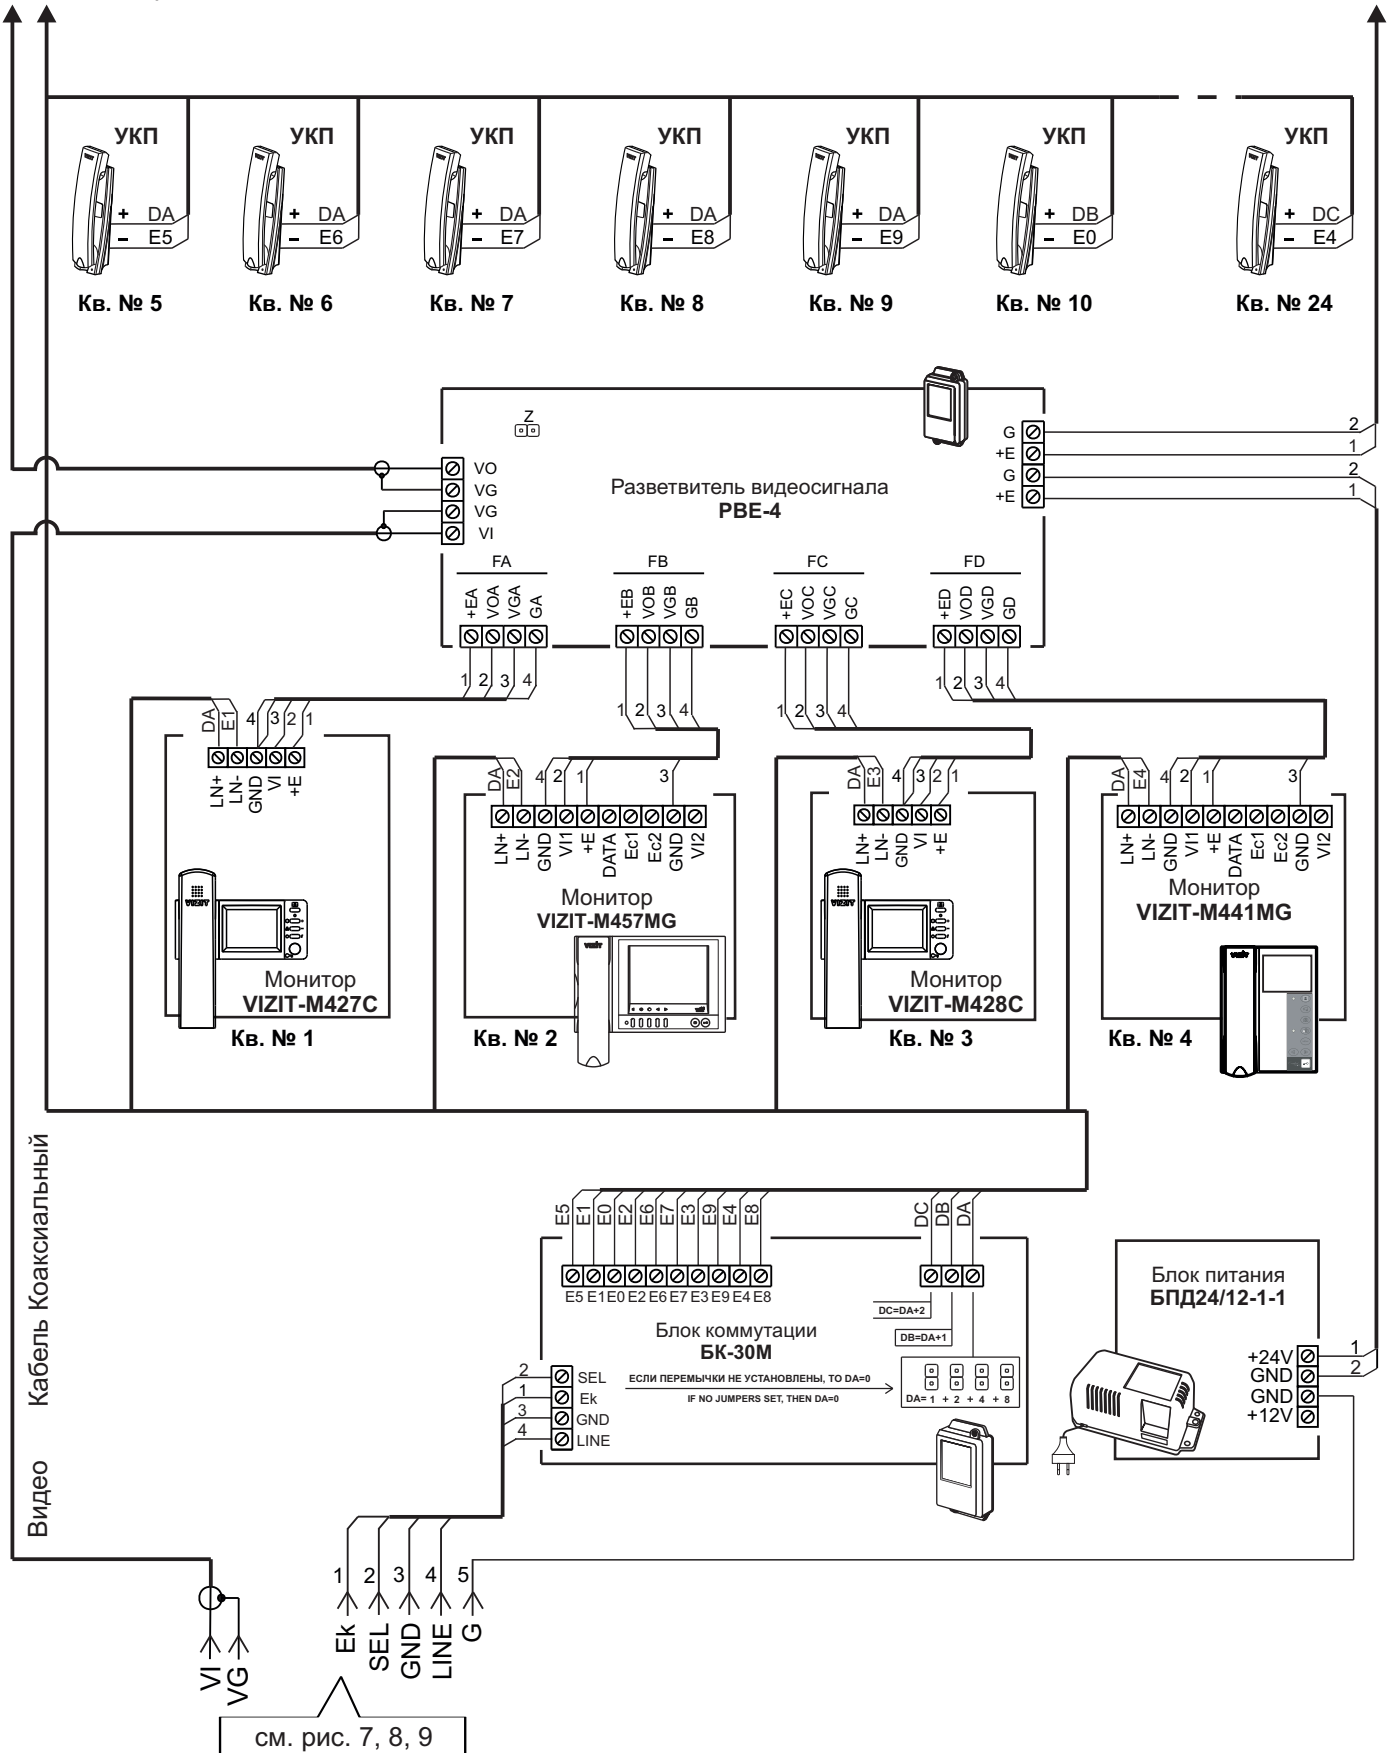 УКП УКП УКП УКП УКП УКП УКП
+ DA + DA + DA + DA + DA + DB + DC
– E5 – E6 – E7 – E8 – E9 – E0 – E4
Кв. № 5 Кв. № 6 Кв. № 7 Кв. № 8 Кв. № 9 Кв. № 10 Кв. № 24
Z
VO
VG
VG
VI
Разветвитель видеосигнала
РВЕ-4
G 2
+E 1
G 2
+E 1
FA FB FC FD
+EA VOA VGA GA +EB VOB VGB GB +EC VOC VGC GC +ED VOD VGD GD
1 2 3 4 1 2 3 4 1 2 3 4 1 2 3 4
DA E1 4 3 2 1
LN+ LN- GND VI +E
VIZIT
Монитор
VIZIT-M427C
Кв. № 1
DA E2 4 2 1 3
LN+ LN- GND VI1 +E DATA Ec1 Ec2 GND VI2
Монитор
VIZIT-M457MG
VIZIT
Кв. № 2
DA E3 4 3 2 1
LN+ LN- GND VI +E
VIZIT
Монитор
VIZIT-M428C
Кв. № 3
DA E4 4 2 1 3
LN+ LN- GND VI1 +E DATA Ec1 Ec2 GND VI2
Монитор
VIZIT-M441MG
VIZIT
Кв. № 4
Видео Кабель Коаксиальный
E5 E1 E0 E2 E6 E7 E3 E9 E4 E8 DC DB DA
E5 E1 E0 E2 E6 E7 E3 E9 E4 E8
DC=DA+2
DB=DA+1
Блок коммутации
БК-30М
2 SEL
1 Ek
3 GND
4 LINE
ЕСЛИ ПЕРЕМЫЧКИ НЕ УСТАНОВЛЕНЫ, ТО DA=0
IF NO JUMPERS SET, THEN DA=0
DA= 1 + 2 + 4 + 8
Блок питания
БПД24/12-1-1
+24V 1
GND 2
GND
+12V
1 2 3 4 5
VI VG Ek SEL GND LINE G
см. рис. 7, 8, 9